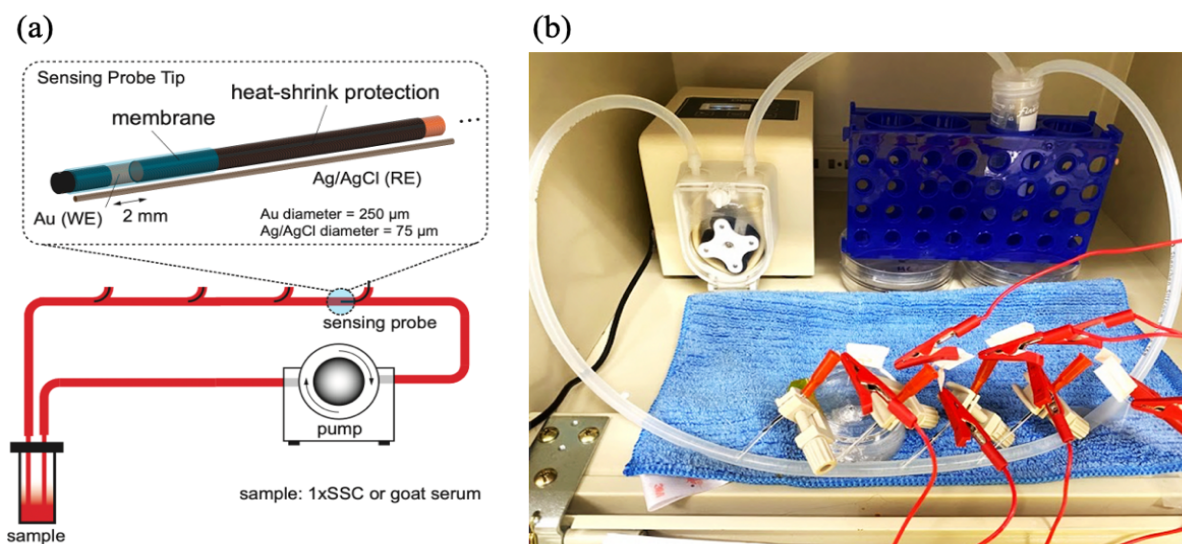 (a)
(b)
Sensing Probe Tip
heat-shrink protection
membrane
...
Ag/AgCl (RE)
Au (WE)
2 mm
Au diameter = 250 µm
Ag/AgCl diameter = 75 µm
sensing probe
pump
sample: 1xSSC or goat serum
sample